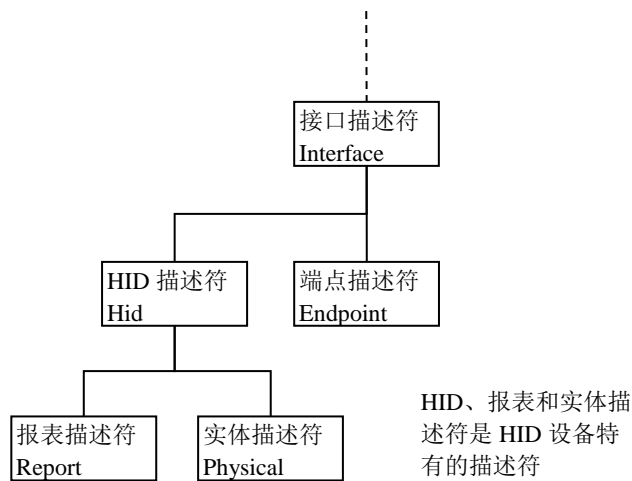 接口描述符
Interface
HID 描述符
Hid
端点描述符
Endpoint
报表描述符
Report
实体描述符
Physical
HID、报表和实体描
述符是 HID 设备特
有的描述符